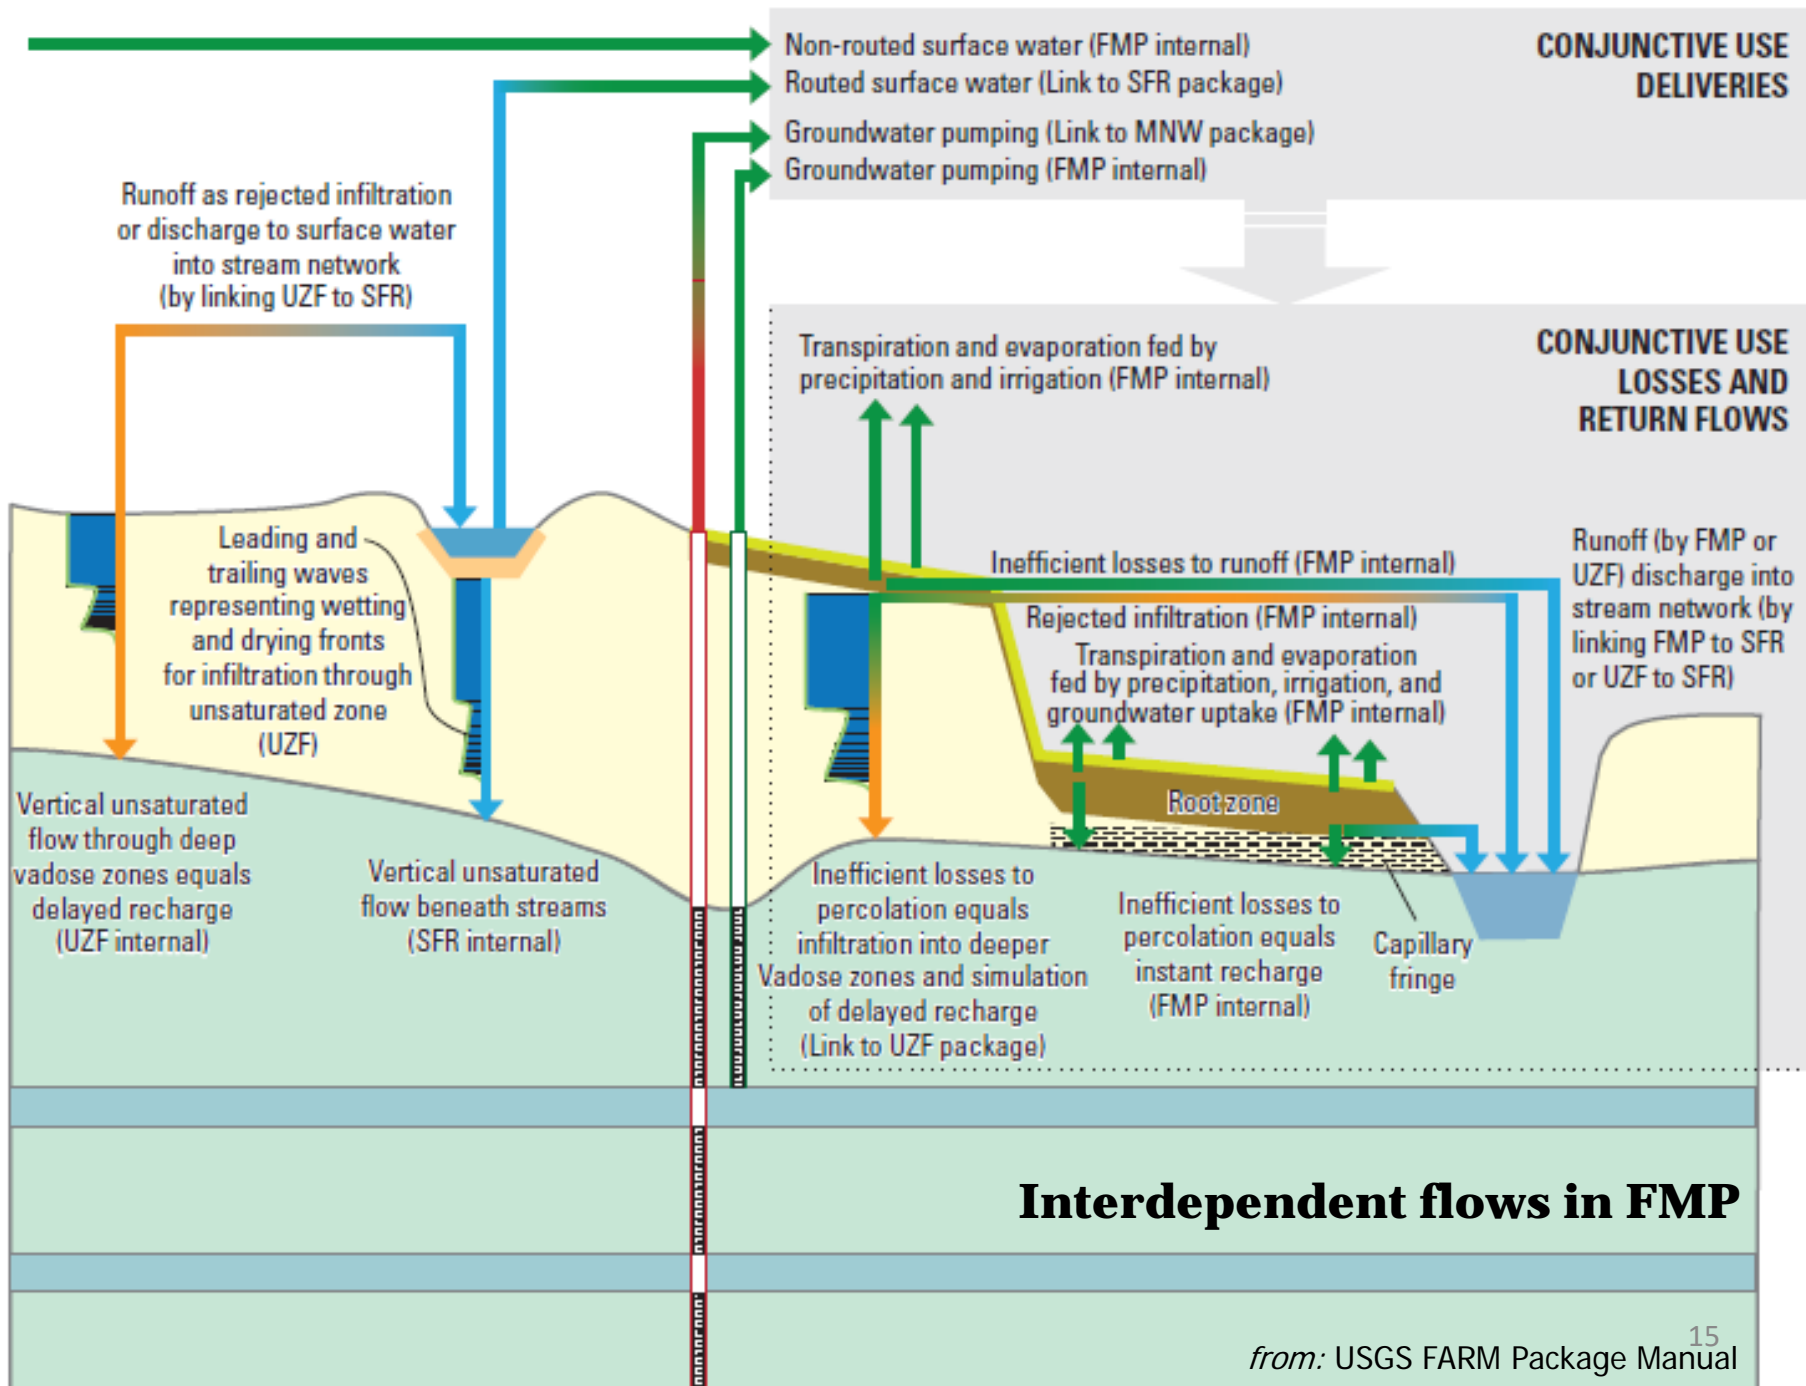 Non-routed surface water (FMP internal)
Routed surface water (Link to SFR package)
Groundwater pumping (Link to MNW package)
Groundwater pumping (FMP internal)
CONJUNCTIVE USE
DELIVERIES
Runoff as rejected infiltration
or discharge to surface water
into stream network
(by linking UZF to SFR)
Transpiration and evaporation fed by
precipitation and irrigation (FMP internal)
CONJUNCTIVE USE
LOSSES AND
RETURN FLOWS
Leading and
trailing waves
representing wetting
and drying fronts
for infiltration through
unsaturated zone
(UZF)
Inefficient losses to runoff (FMP internal)
Rejected infiltration (FMP internal)
Transpiration and evaporation
fed by precipitation, irrigation, and
groundwater uptake (FMP internal)
Runoff (by FMP or
UZF) discharge into
stream network (by
linking FMP to SFR
or UZF to SFR)
Root zone
Vertical unsaturated
flow through deep
vadose zones equals
delayed recharge
(UZF internal)
Vertical unsaturated
flow beneath streams
(SFR internal)
Inefficient losses to
percolation equals
infiltration into deeper
Vadose zones and simulation
of delayed recharge
(Link to UZF package)
Inefficient losses to
percolation equals
instant recharge
(FMP internal)
Capillary
fringe
Interdependent flows in FMP
15
from: USGS FARM Package Manual